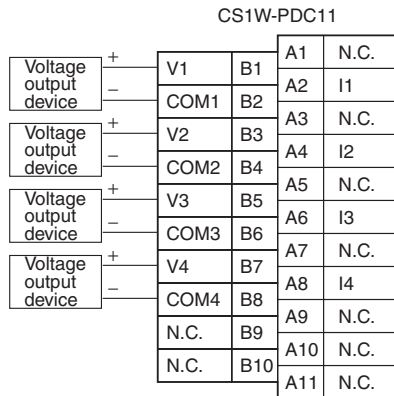 CS1W-PDC11
A1 N.C.
Voltage output device + V1 B1
A2 I1
− COM1 B2
A3 N.C.
Voltage output device + V2 B3
A4 I2
− COM2 B4
A5 N.C.
Voltage output device + V3 B5
A6 I3
− COM3 B6
A7 N.C.
Voltage output device + V4 B7
A8 I4
− COM4 B8
A9 N.C.
N.C. B9
A10 N.C.
N.C. B10
A11 N.C.